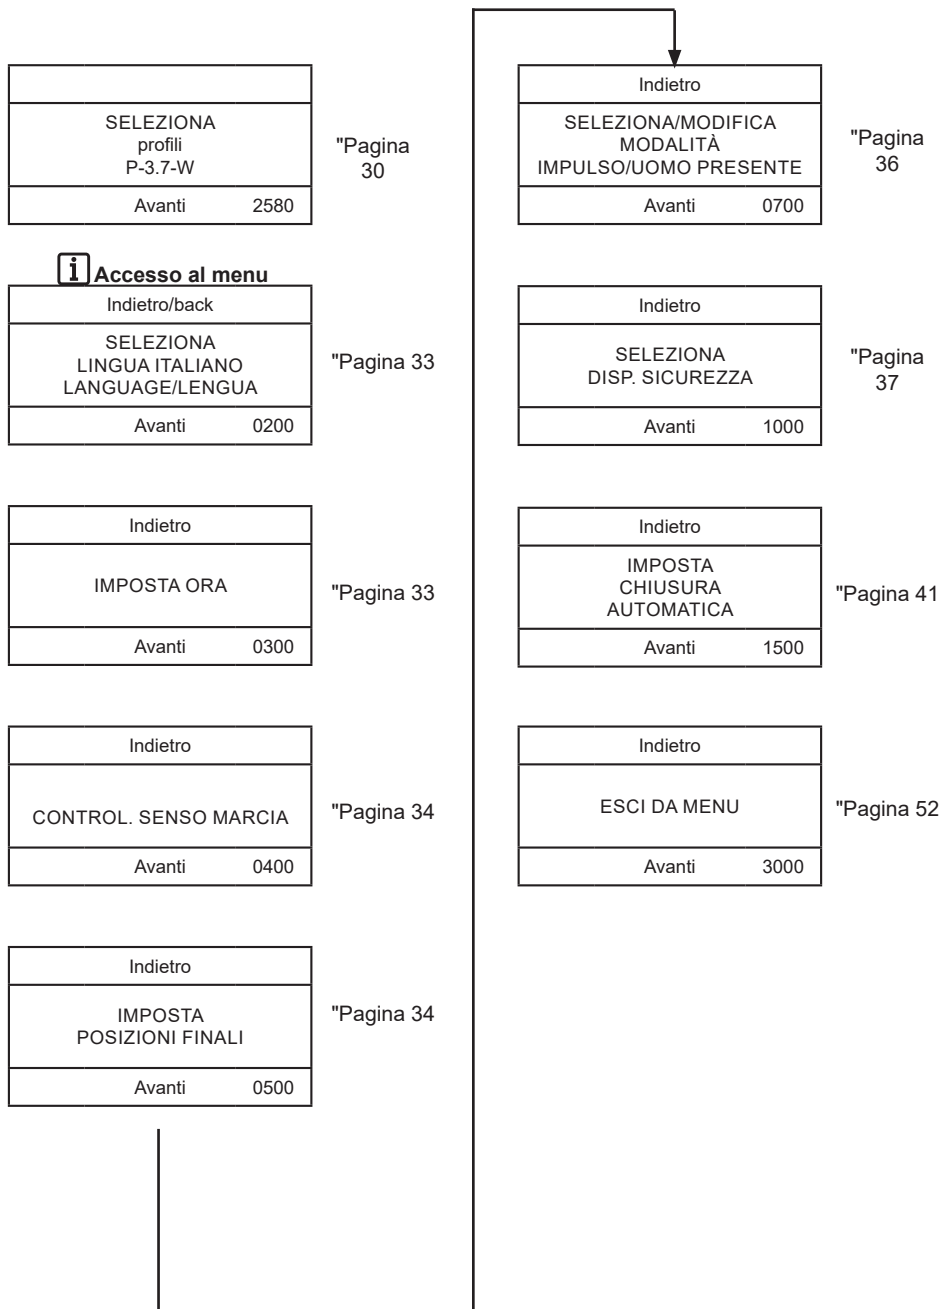 SELEZIONA
profili
P-3.7-W
Avanti 2580
"Pagina
30
i Accesso al menu
Indietro/back
SELEZIONA
LINGUA ITALIANO
LANGUAGE/LENGUA
Avanti 0200
"Pagina 33
Indietro
IMPOSTA ORA
Avanti 0300
"Pagina 33
Indietro
CONTROL. SENSO MARCIA
Avanti 0400
"Pagina 34
Indietro
IMPOSTA
POSIZIONI FINALI
Avanti 0500
"Pagina 34
Indietro
SELEZIONA/MODIFICA
MODALITÀ
IMPULSO/UOMO PRESENTE
Avanti 0700
"Pagina
36
Indietro
SELEZIONA
DISP. SICUREZZA
Avanti 1000
"Pagina
37
Indietro
IMPOSTA
CHIUSURA
AUTOMATICA
Avanti 1500
"Pagina 41
Indietro
ESCI DA MENU
Avanti 3000
"Pagina 52